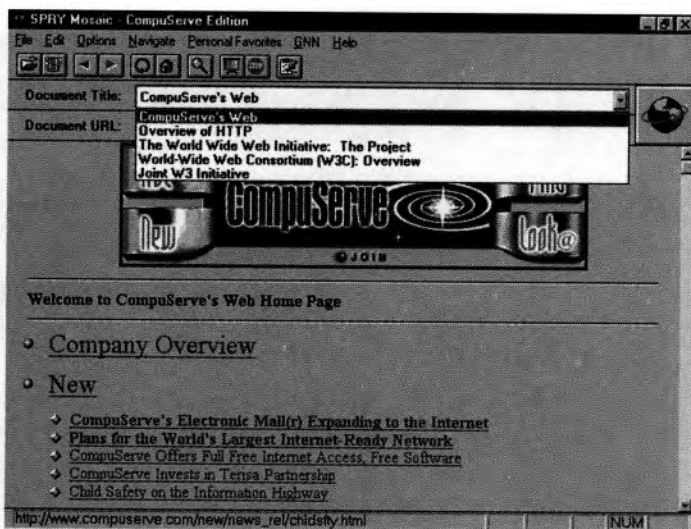 SPRY Mosaic - CompuServe Edition
File Edit Options Navigate Personal Favorites GNN Help
Document Title: CompuServe's Web
Document URL:
CompuServe's Web
Overview of HTTP
The World Wide Web Initiative: The Project
World-Wide Web Consortium (W3C): Overview
Joint W3 Initiative
New CompuServe Look@
JOIN
Welcome to CompuServe's Web Home Page
Company Overview
New
CompuServe's Electronic Mall(r) Expanding to the Internet
Plans for the World's Largest Internet-Ready Network
CompuServe Offers Full Free Internet Access, Free Software
CompuServe Invests in Terisa Partnership
Child Safety on the Information Highway
http://www.compuserve.com/new/news_rel/chldsfty.html NUM